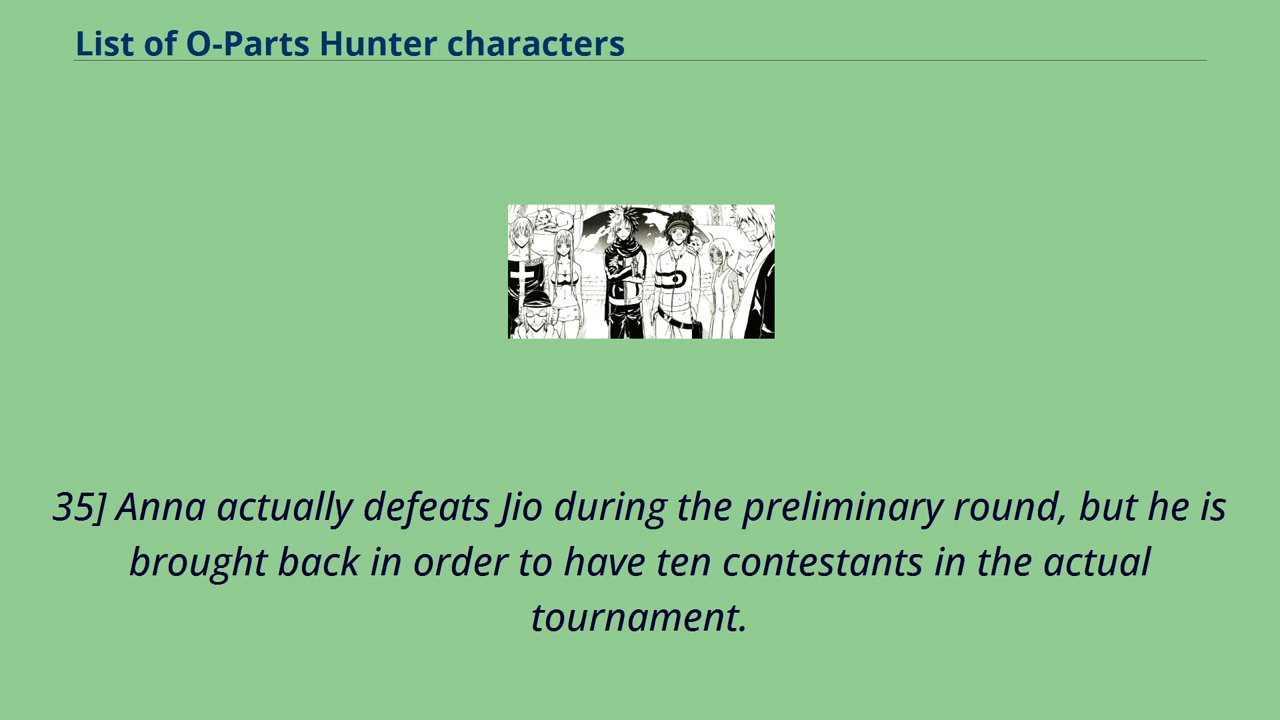 List of O-Parts Hunter characters
35] Anna actually defeats Jio during the preliminary round, but he is
brought back in order to have ten contestants in the actual
tournament.